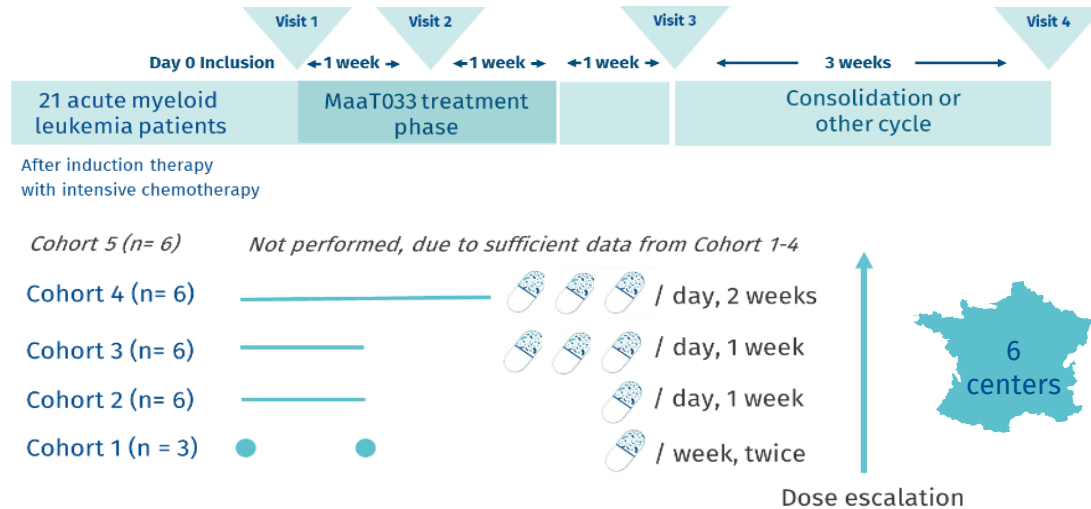 Visit 1
Visit 2
Visit 3
Visit 4
Day 0 Inclusion
1 week
1 week
1 week
3 weeks
21 acute myeloid
leukemia patients
MaaT033 treatment
phase
Consolidation or
other cycle
After induction therapy
with intensive chemotherapy
Cohort 5 (n= 6)
Not performed, due to sufficient data from Cohort 1-4
Cohort 4 (n= 6)
/ day, 2 weeks
Cohort 3 (n= 6)
/ day, 1 week
Cohort 2 (n= 6)
/ day, 1 week
Cohort 1 (n = 3)
/ week, twice
6
centers
Dose escalation